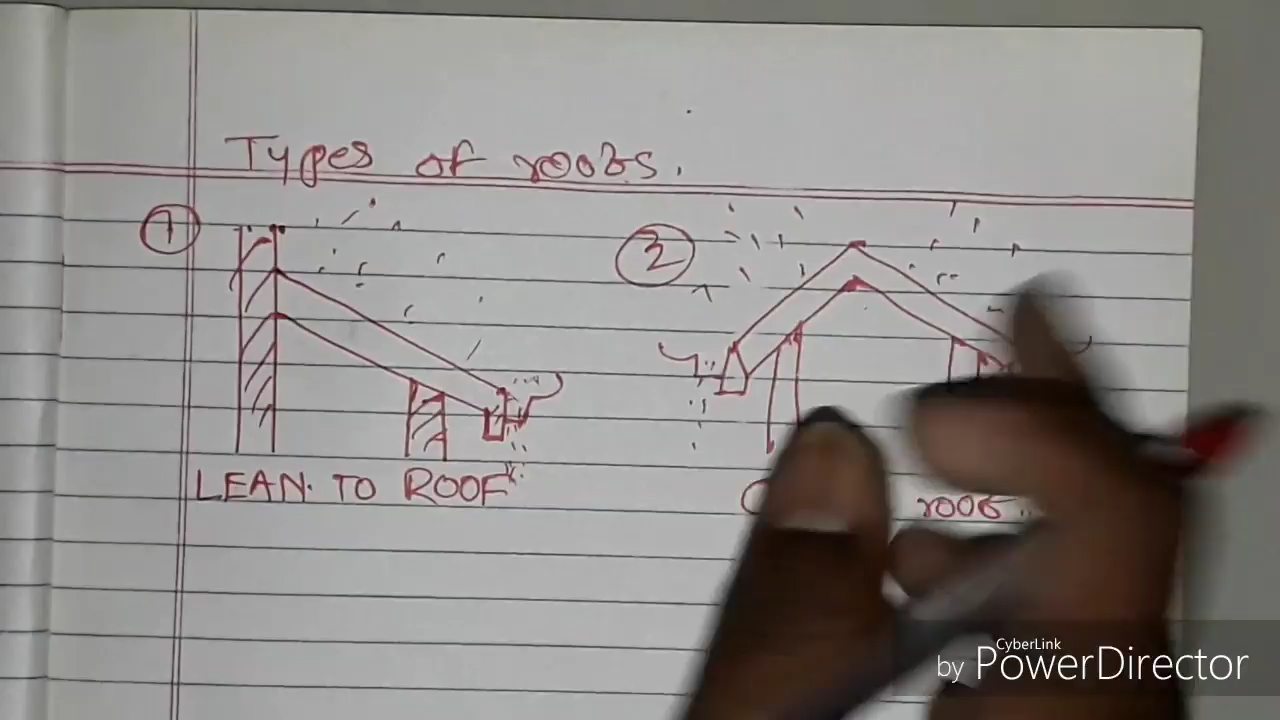 Types of roofs.
1
2
LEAN TO ROOF
roof.
CyberLink
by PowerDirector